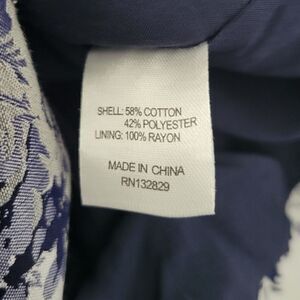 SHELL: 58% COTTON
42% POLYESTER
LINING: 100% RAYON
MADE IN CHINA
RN132829